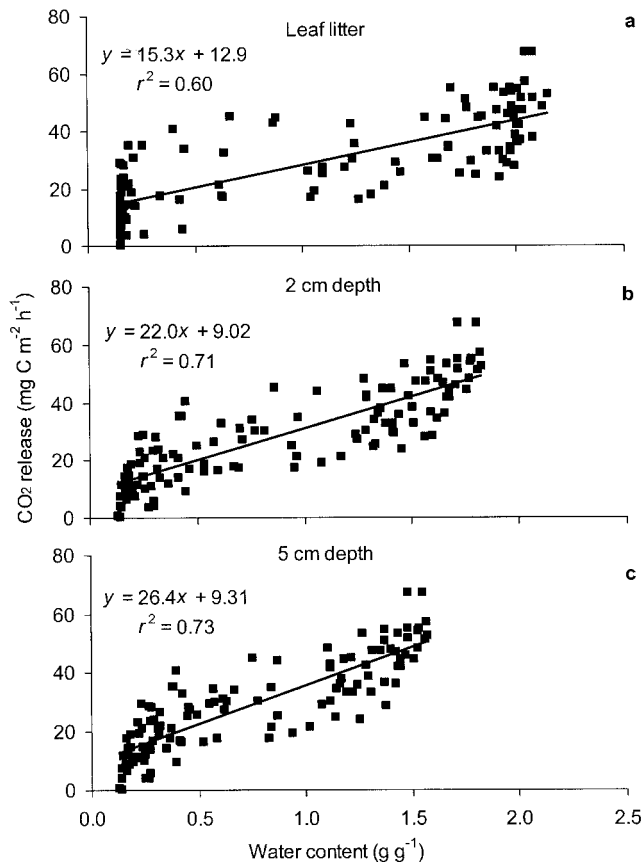 a
Leaf litter
y = 15.3x + 12.9
r² = 0.60
80
60
40
20
0
b
2 cm depth
y = 22.0x + 9.02
r² = 0.71
80
60
40
20
0
CO₂ release (mg C m⁻² h⁻¹)
c
5 cm depth
y = 26.4x + 9.31
r² = 0.73
80
60
40
20
0
0.0 0.5 1.0 1.5 2.0 2.5
Water content (g g⁻¹)